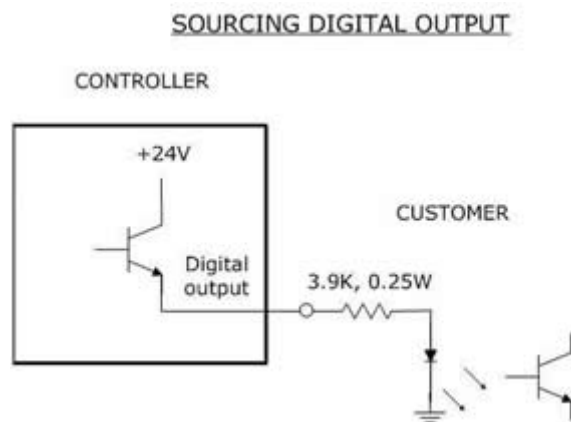 SOURCING DIGITAL OUTPUT
CONTROLLER
+24V
CUSTOMER
Digital
output
3.9K, 0.25W